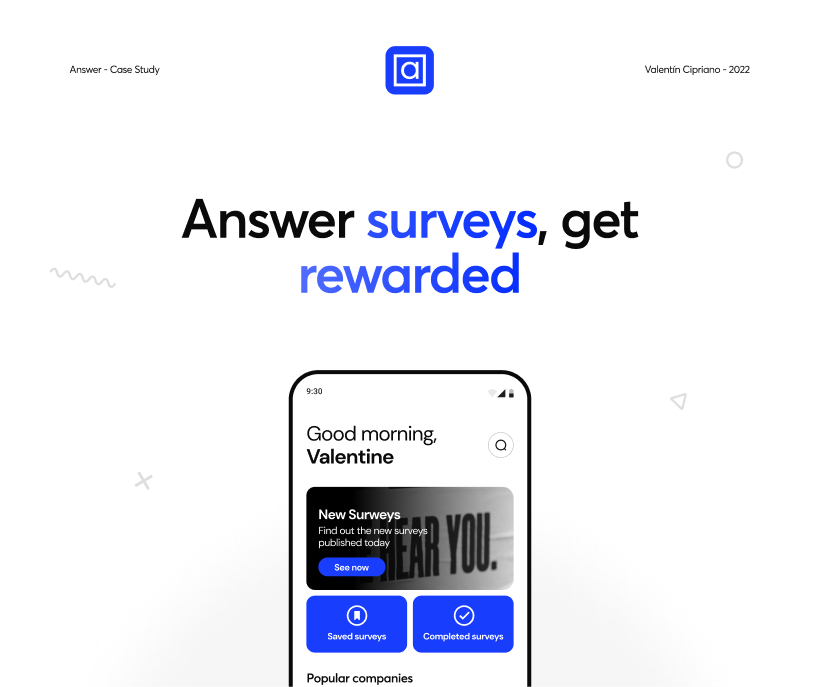 Answer - Case Study
a
Valentín Cipriano - 2022
Answer surveys, get
rewarded
9:30
Good morning,
Valentine
New Surveys
Find out the new surveys
published today
HEAR YOU.
See now
Saved surveys
Completed surveys
Popular companies